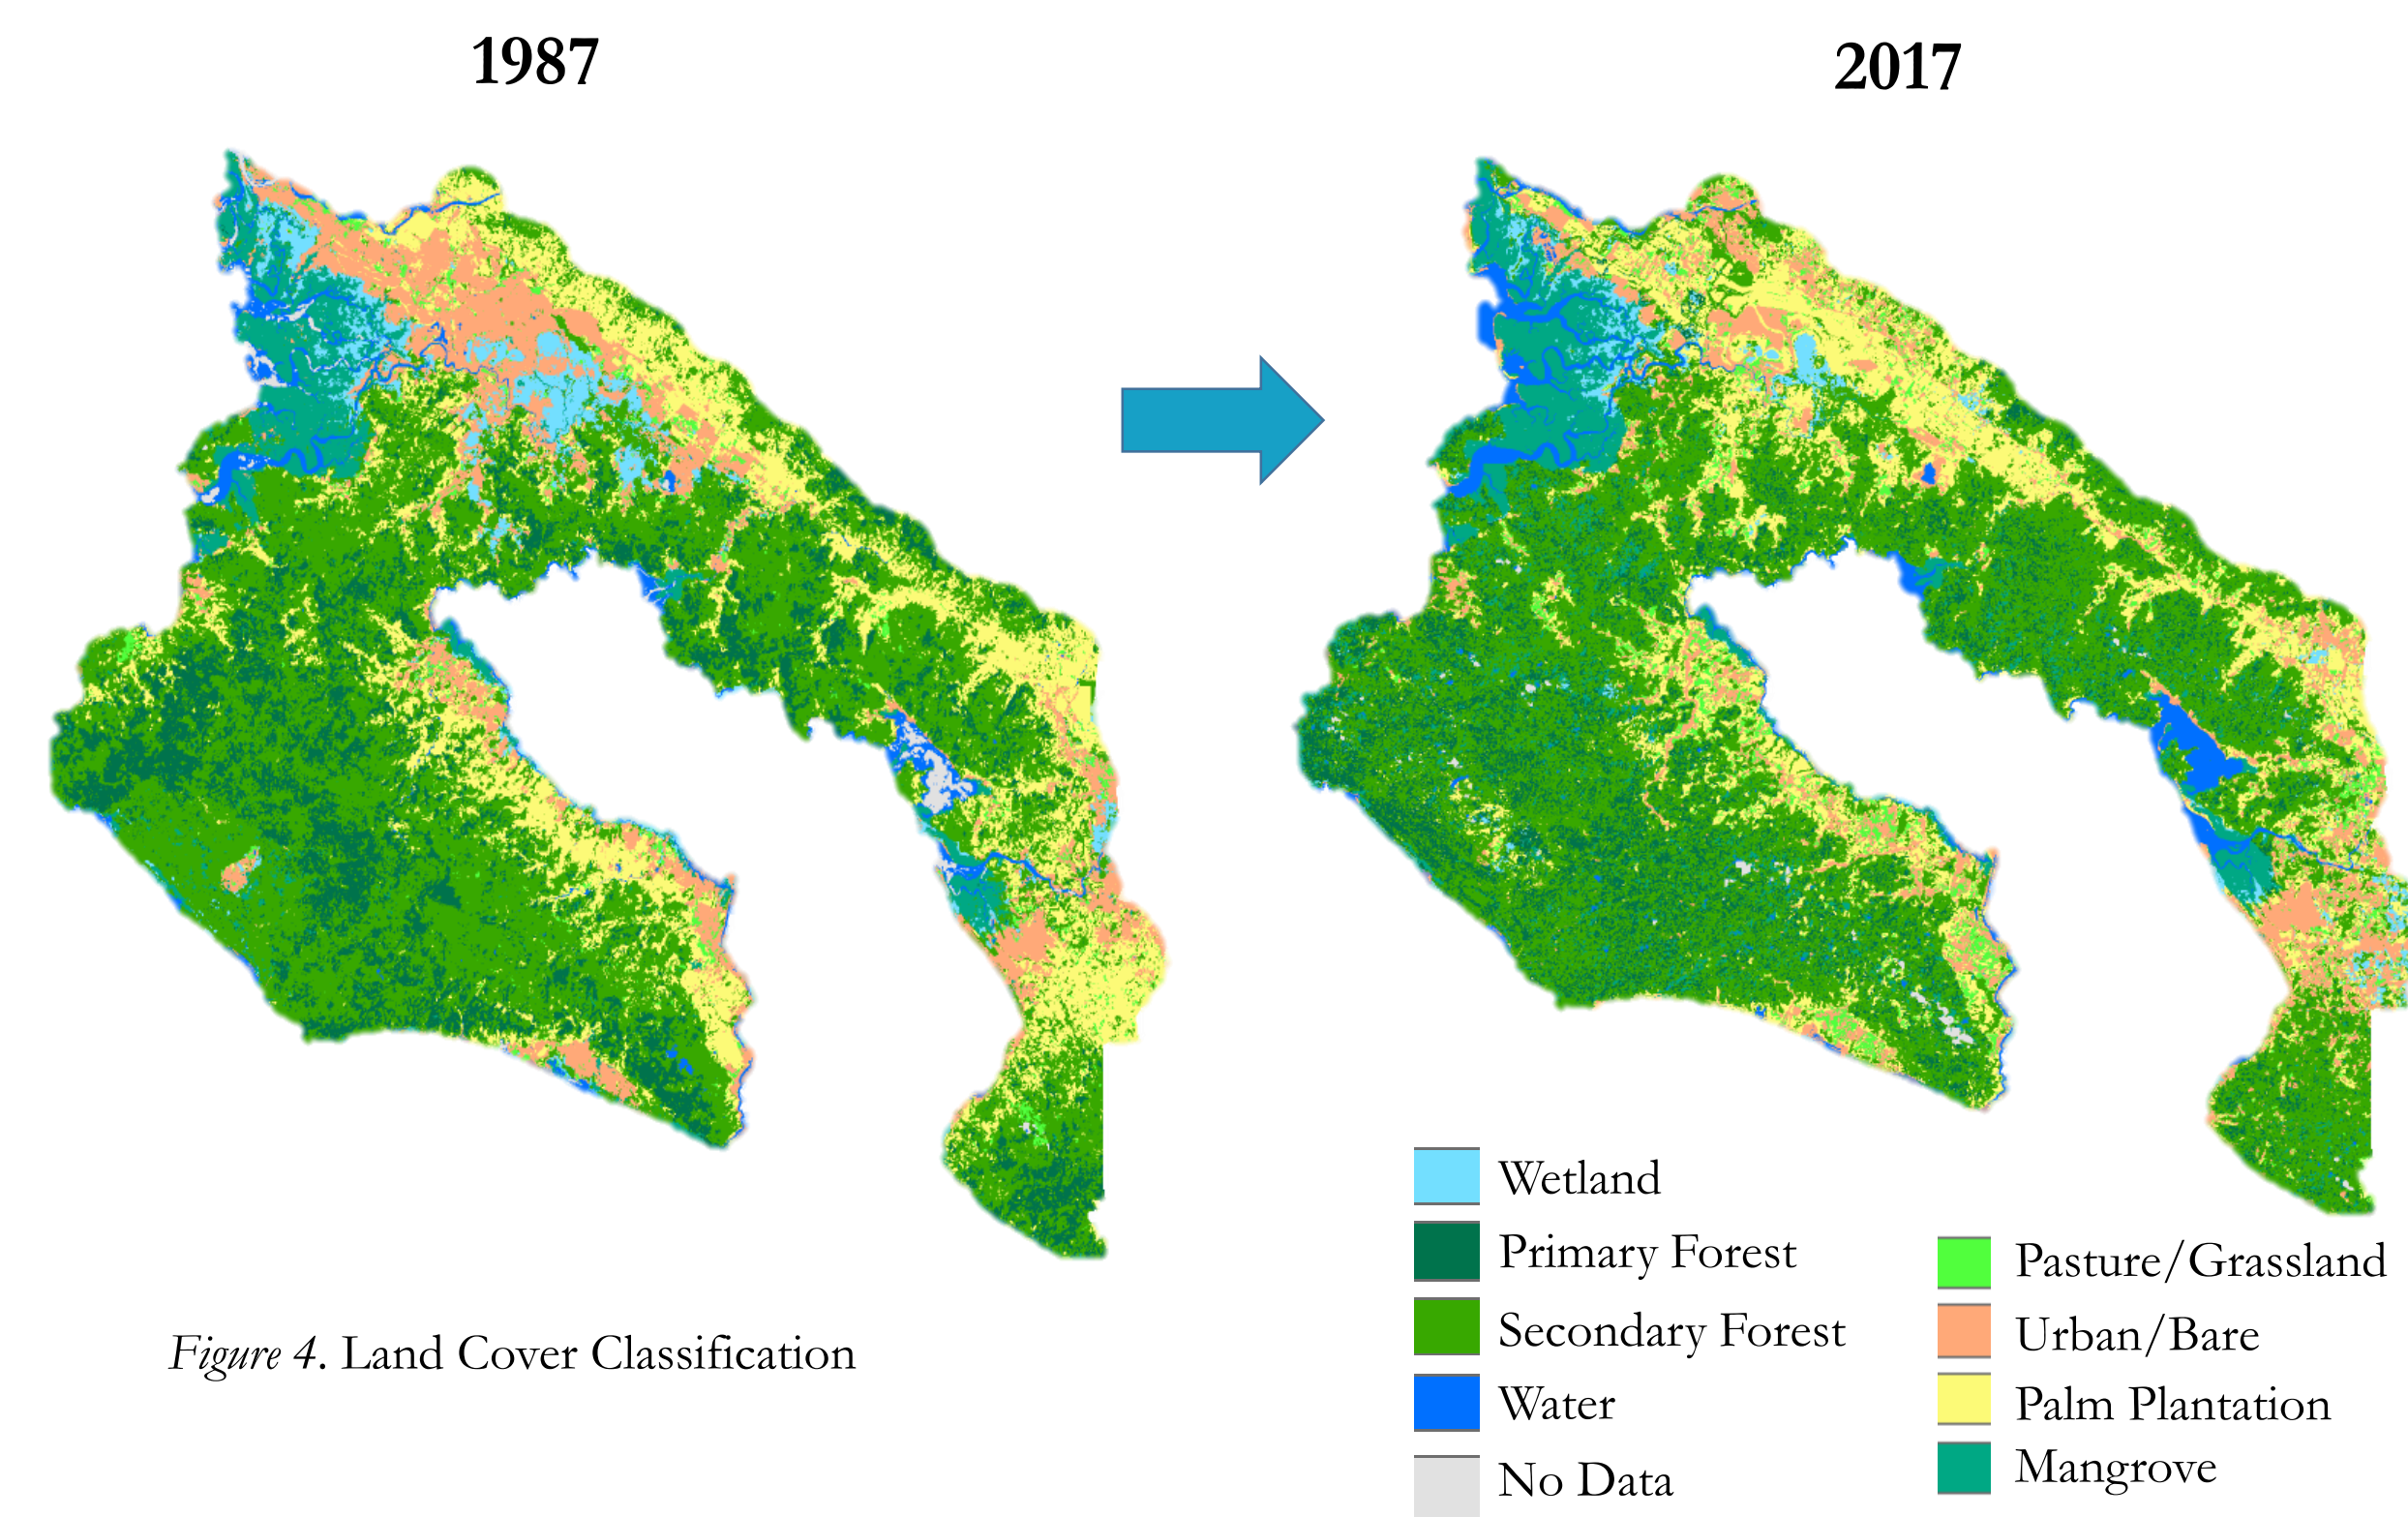 1987
2017
Wetland
Primary Forest
Secondary Forest
Water
No Data
Pasture/Grassland
Urban/Bare
Palm Plantation
Mangrove
Figure 4. Land Cover Classification